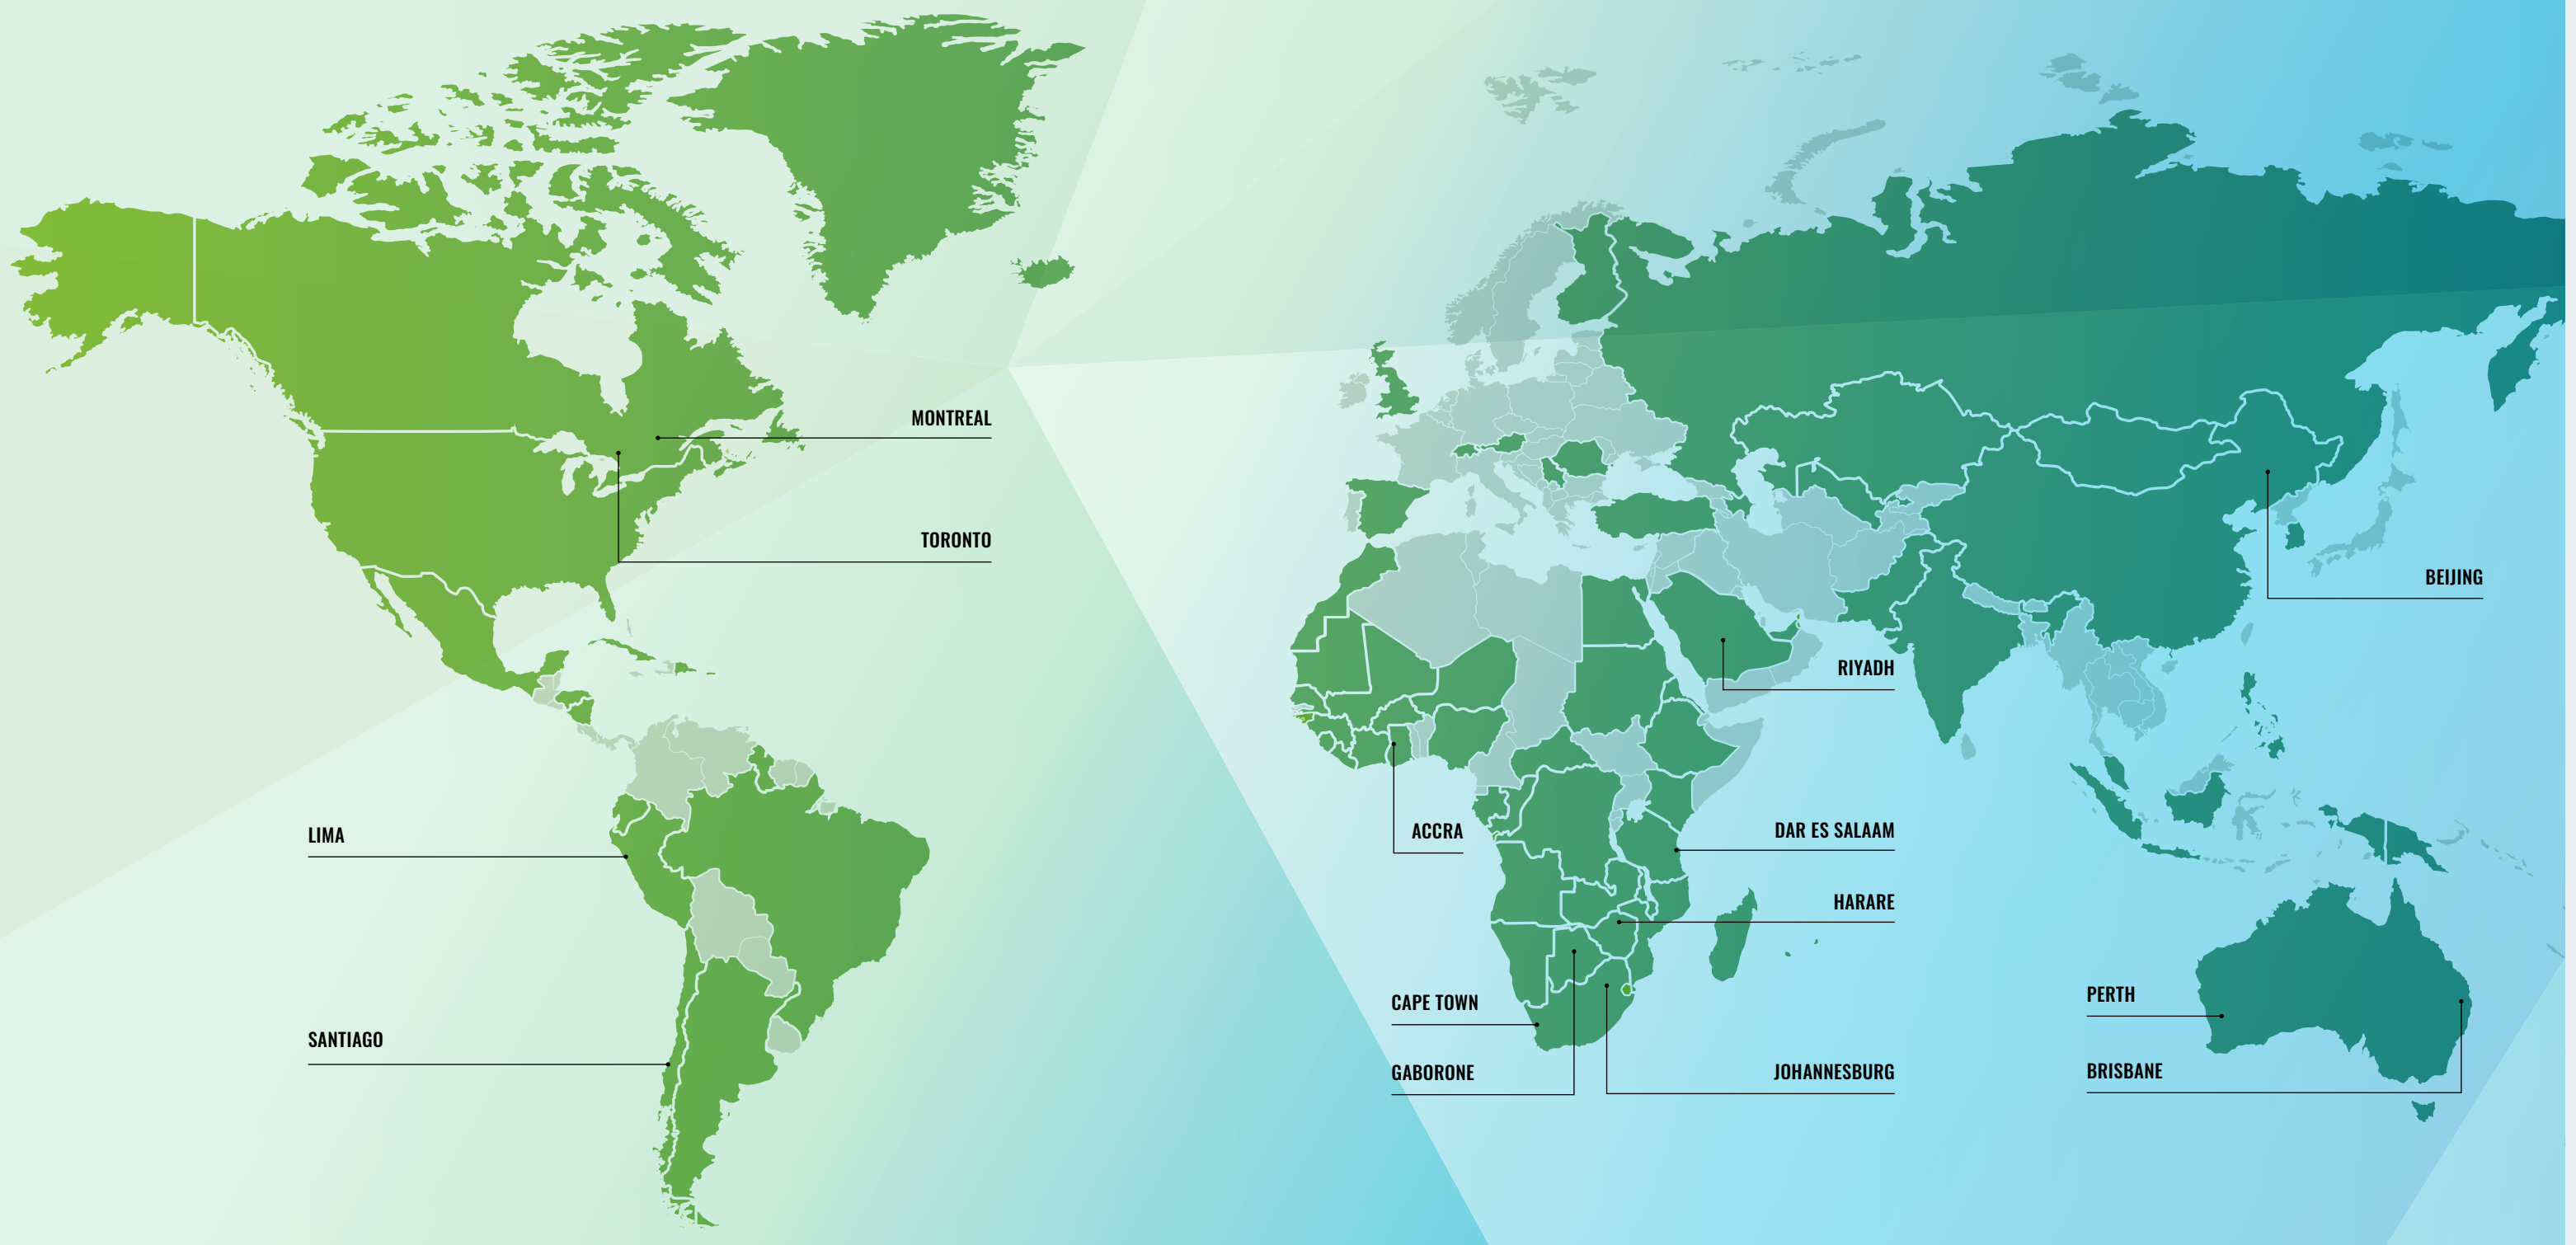 MONTREAL
TORONTO
LIMA
SANTIAGO
BEIJING
RIYADH
ACCRA
DAR ES SALAAM
HARARE
CAPE TOWN
GABORONE
JOHANNESBURG
PERTH
BRISBANE